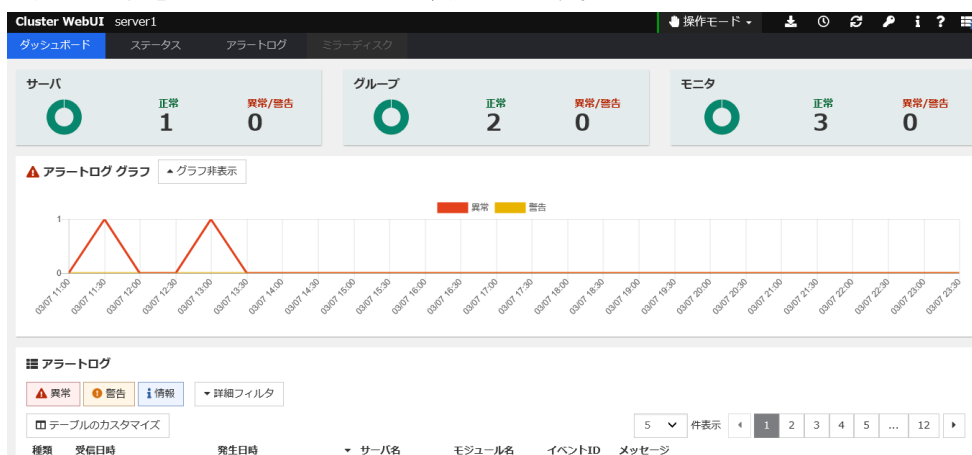 Cluster WebUI server1 操作モード
ダッシュボード ステータス アラートログ ミラーディスク
サーバ グループ モニタ
正常 異常/警告 正常 異常/警告 正常 異常/警告
1 0 2 0 3 0
アラートログ グラフ グラフ非表示
異常 警告
1
0
03/07 11:00 03/07 11:30 03/07 12:00 03/07 12:30 03/07 13:00 03/07 13:30 03/07 14:00 03/07 14:30 03/07 15:00 03/07 15:30 03/07 16:00 03/07 16:30 03/07 17:00 03/07 17:30 03/07 18:00 03/07 18:30 03/07 19:00 03/07 19:30 03/07 20:00 03/07 20:30 03/07 21:00 03/07 21:30 03/07 22:00 03/07 22:30 03/07 23:00 03/07 23:30
アラートログ
異常 警告 情報 詳細フィルタ
テーブルのカスタマイズ 5 件表示 1 2 3 4 5 ... 12
種類 受信日時 発生日時 サーバ名 モジュール名 イベントID メッセージ